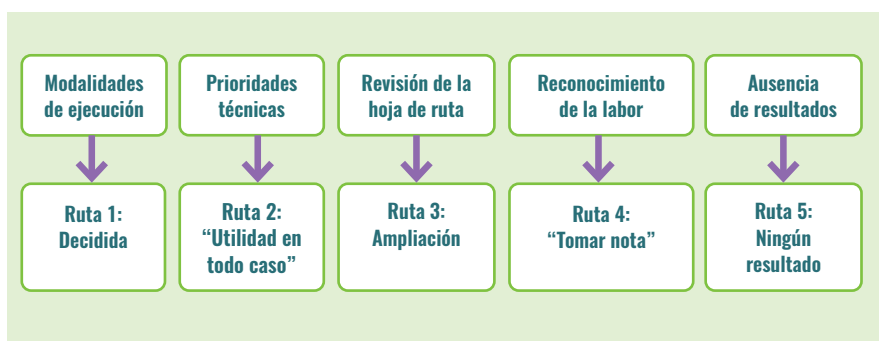 Modalidades
de ejecución
Prioridades
técnicas
Revisión de la
hoja de ruta
Reconocimiento
de la labor
Ausencia
de resultados
Ruta 1:
Decidida
Ruta 2:
“Utilidad en
todo caso”
Ruta 3:
Ampliación
Ruta 4:
“Tomar nota”
Ruta 5:
Ningún
resultado